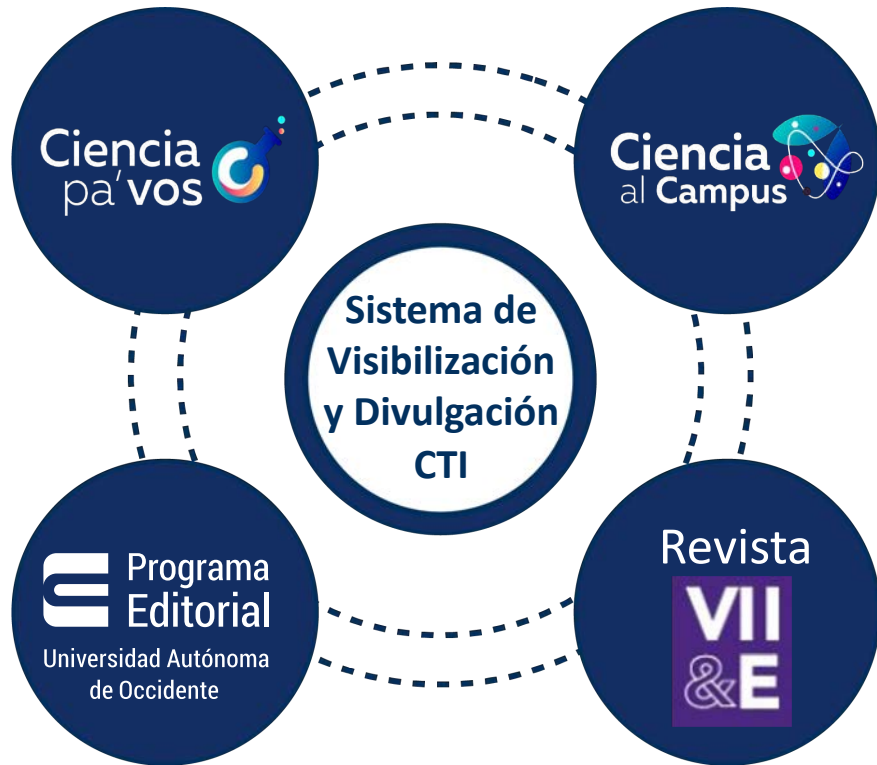 Ciencia
pa'vos
Ciencia
al Campus
Sistema de
Visibilización
y Divulgación
CTI
Programa
Editorial
Universidad Autónoma
de Occidente
Revista
VII
&E